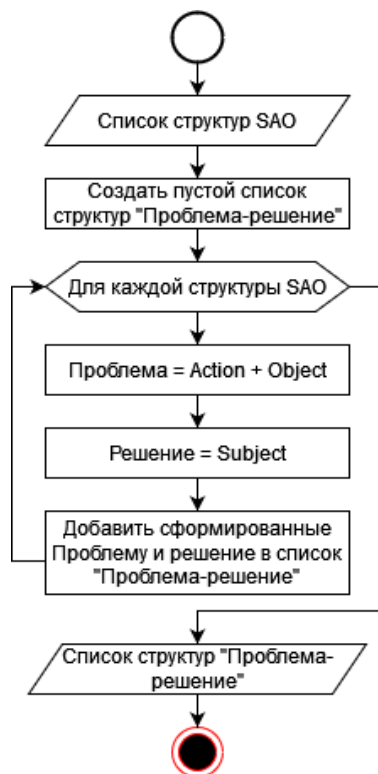 Список структур SAO
Создать пустой список
структур "Проблема-решение"
Для каждой структуры SAO
Проблема = Action + Object
Решение = Subject
Добавить сформированные
Проблему и решение в список
"Проблема-решение"
Список структур "Проблема-
решение"